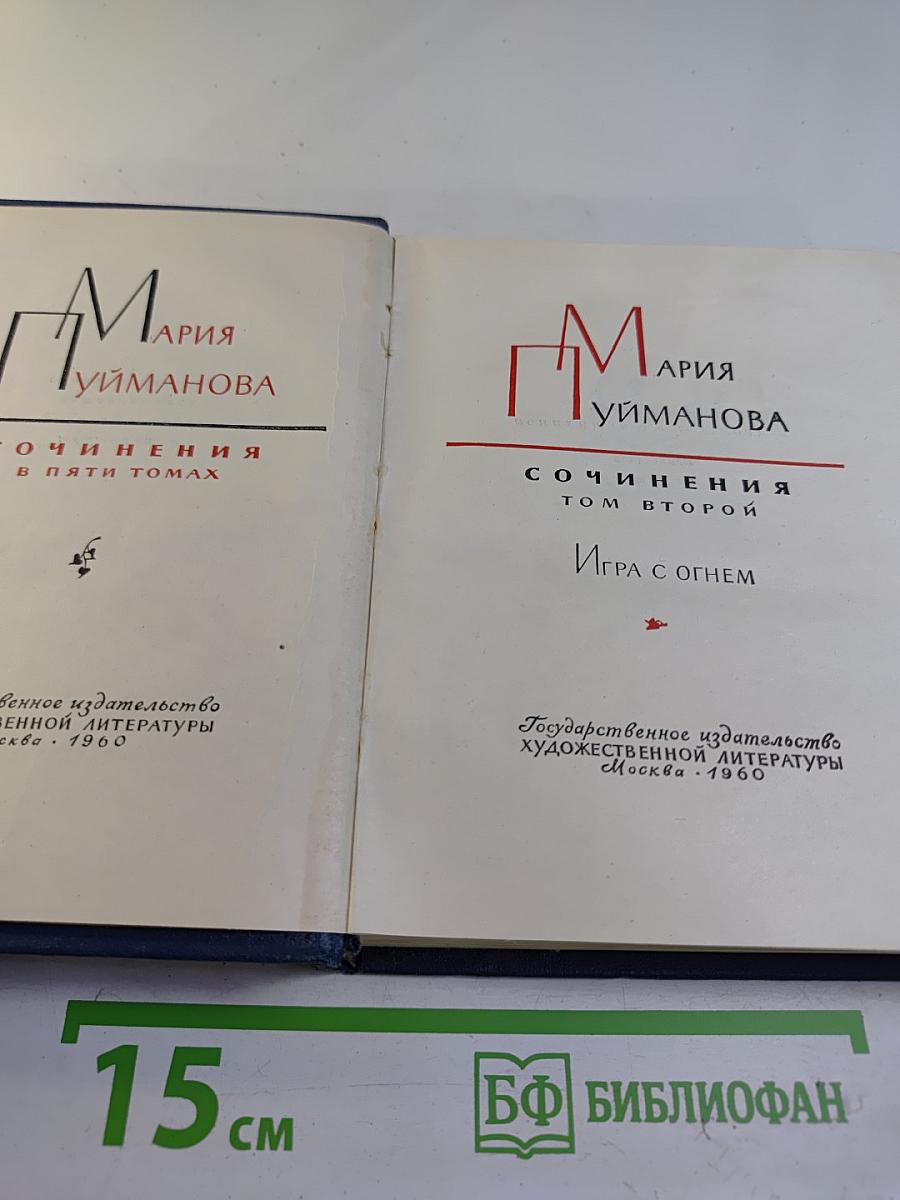 МАРИЯ
ПУЙМАНОВА
ОЧИНЕНИЯ
В ПЯТИ ТОМАХ
венное издательство
ВЕННОЙ ЛИТЕРАТУРЫ
сква · 1960
МАРИЯ
ПУЙМАНОВА
СОЧИНЕНИЯ
ТОМ ВТОРОЙ
ИГРА С ОГНЕМ
Государственное издательство
ХУДОЖЕСТВЕННОЙ ЛИТЕРАТУРЫ
Москва · 1960
15 см
БФ БИБЛИОФАН